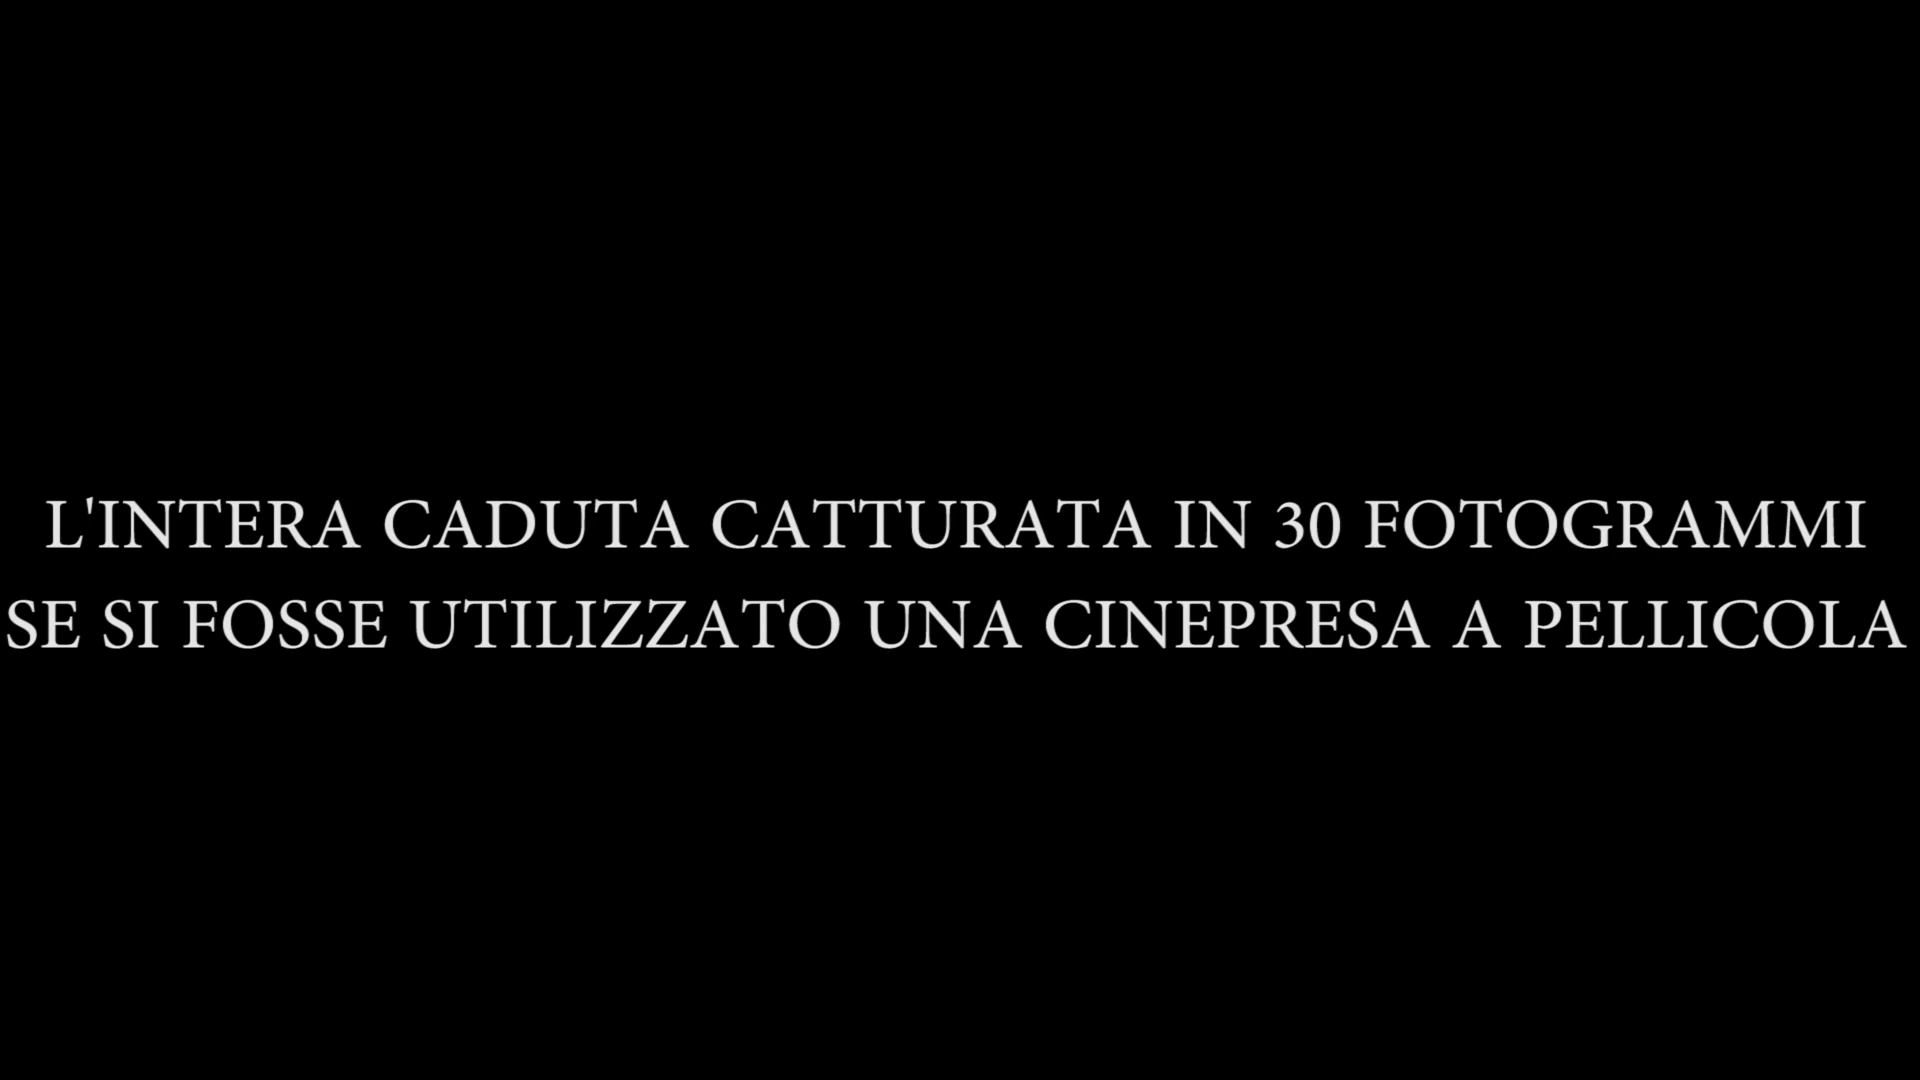 L'INTERA CADUTA CATTURATA IN 30 FOTOGRAMMI
SE SI FOSSE UTILIZZATO UNA CINEPRESA A PELLICOLA